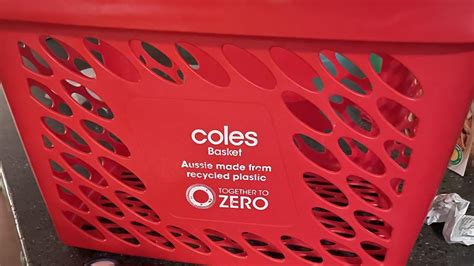 coles
Basket
Aussie made from
recycled plastic
TOGETHER TO
ZERO